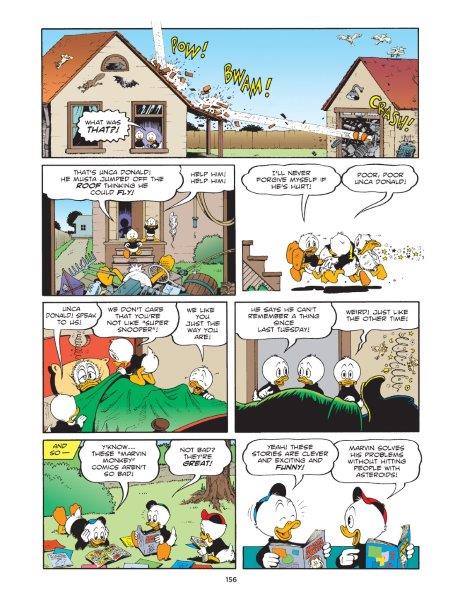 POW!
BWAM!
CRASH!
WHAT WAS
THAT?!
THAT'S UNCA DONALD!
HE MUSTA JUMPED OFF THE
ROOF THINKING HE
COULD FLY!
HELP HIM!
HELP HIM!
I'LL NEVER
FORGIVE MYSELF IF
HE'S HURT!
POOR, POOR
UNCA DONALD!
UNCA
DONALD! SPEAK
TO US!
WE DON'T CARE
THAT YOU'RE
NOT LIKE "SUPER
SNOOPER"!
WE LIKE
YOU JUST
THE WAY
YOU ARE!
HE SAYS HE CAN'T
REMEMBER A THING
SINCE
LAST TUESDAY!
WEIRD! JUST LIKE
THE OTHER TIME!
AND
SO—
Y'KNOW...
THESE "MARVIN
MONKEY"
COMICS AREN'T
SO BAD!
NOT BAD?
THEY'RE
GREAT!
YEAH! THESE
STORIES ARE CLEVER
AND EXCITING AND
FUNNY!
MARVIN SOLVES
HIS PROBLEMS
WITHOUT HITTING
PEOPLE WITH
ASTEROIDS!
156